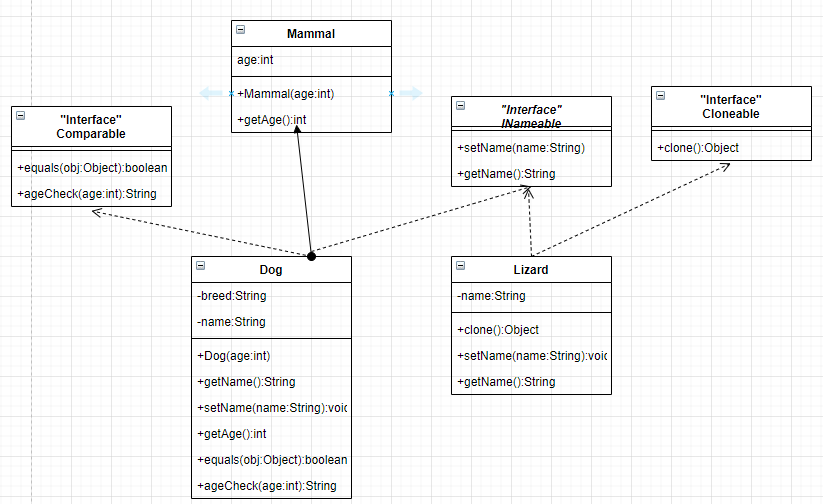 Mammal
age:int
+Mammal(age:int)
+getAge():int
"Interface"
Comparable
+equals(obj:Object):boolean
+ageCheck(age:int):String
"Interface"
INameable
+setName(name:String)
+getName():String
"Interface"
Cloneable
+clone():Object
Dog
-breed:String
-name:String
+Dog(age:int)
+getName():String
+setName(name:String):void
+getAge():int
+equals(obj:Object):boolean
+ageCheck(age:int):String
Lizard
-name:String
+clone():Object
+setName(name:String):void
+getName():String